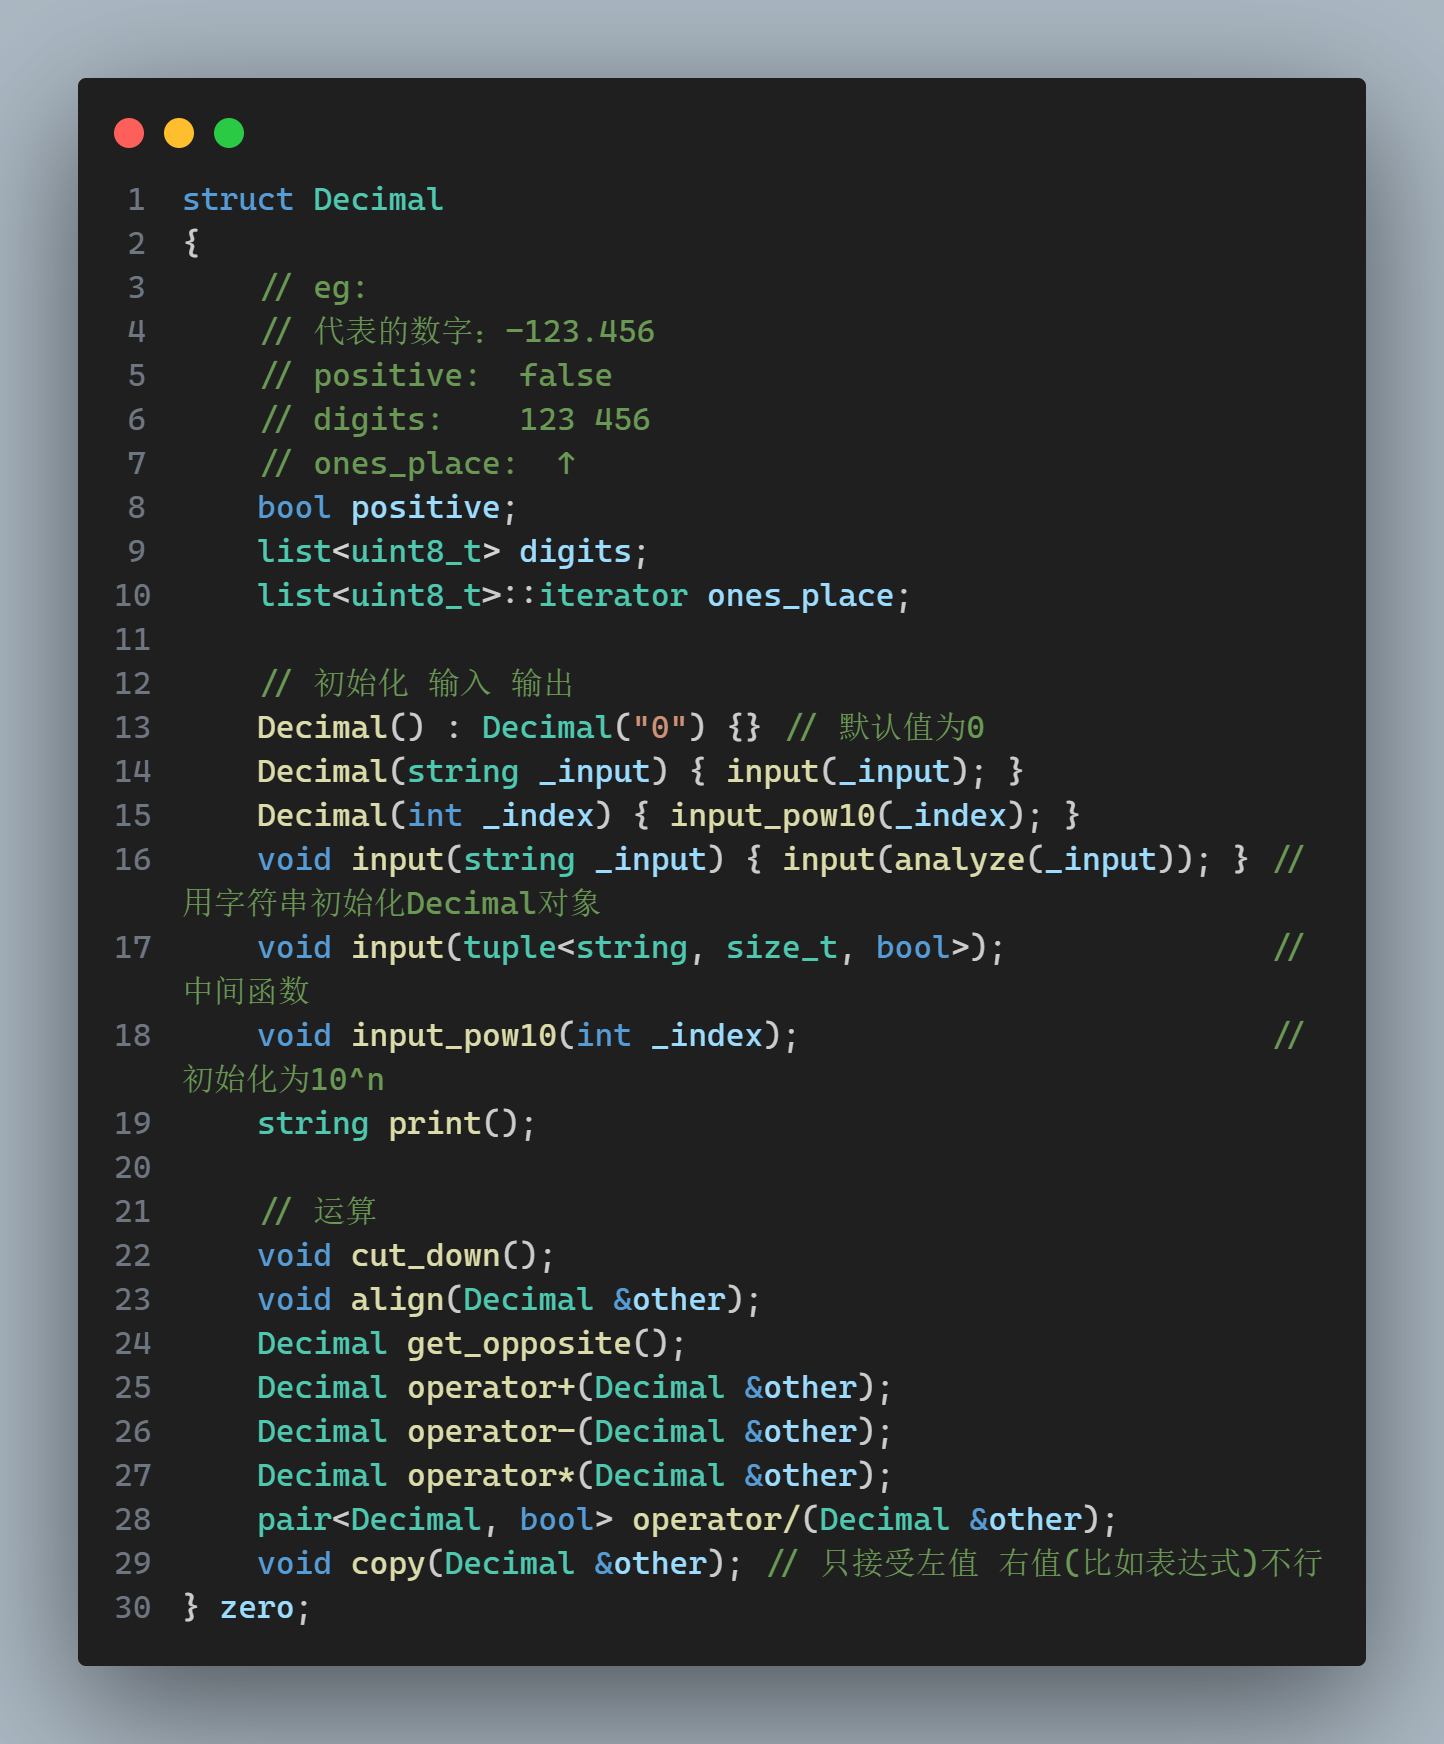 1 struct Decimal
2 {
3     // eg:
4     // 代表的数字：-123.456
5     // positive:  false
6     // digits:    123 456
7     // ones_place:  ↑
8     bool positive;
9     list<uint8_t> digits;
10     list<uint8_t>::iterator ones_place;
11
12     // 初始化 输入 输出
13     Decimal() : Decimal("0") {} // 默认值为0
14     Decimal(string _input) { input(_input); }
15     Decimal(int _index) { input_pow10(_index); }
16     void input(string _input) { input(analyze(_input)); } //
用字符串初始化Decimal对象
17     void input(tuple<string, size_t, bool>);               //
中间函数
18     void input_pow10(int _index);                          //
初始化为10^n
19     string print();
20
21     // 运算
22     void cut_down();
23     void align(Decimal &other);
24     Decimal get_opposite();
25     Decimal operator+(Decimal &other);
26     Decimal operator-(Decimal &other);
27     Decimal operator*(Decimal &other);
28     pair<Decimal, bool> operator/(Decimal &other);
29     void copy(Decimal &other); // 只接受左值 右值(比如表达式)不行
30 } zero;